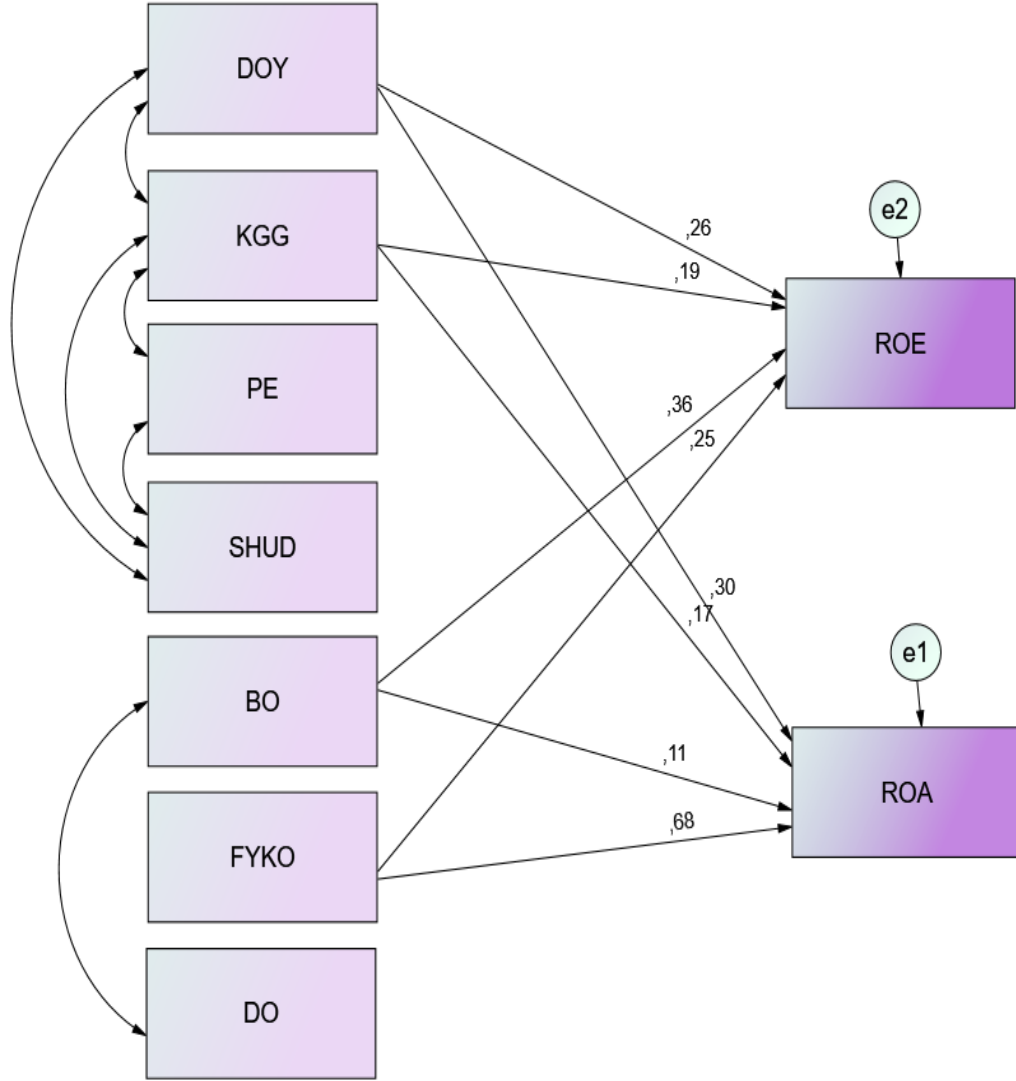 DOY
KGG
PE
SHUD
BO
FYKO
DO
,26
,19
,36
,25
,30
,17
,11
,68
e2
ROE
e1
ROA